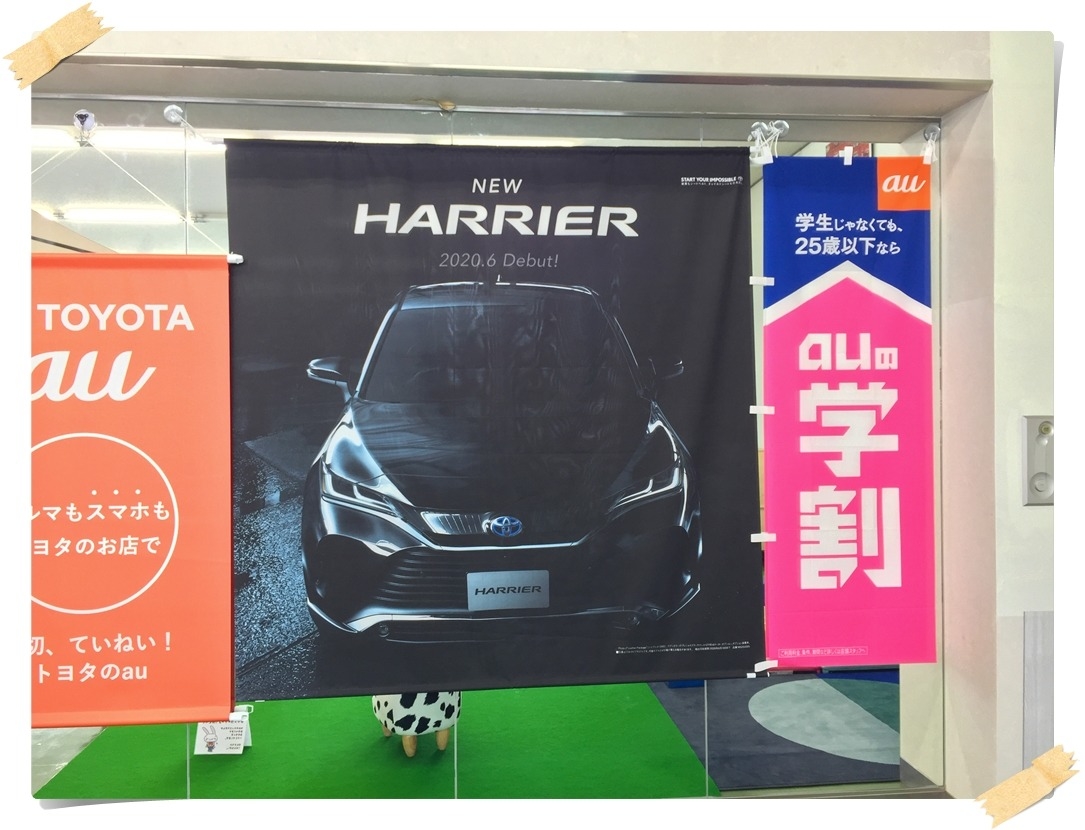 TOYOTA
au
ルマもスマホも
ヨタのお店で
初、ていねい!
トヨタのau
NEW
HARRIER
2020.6 Debut!
START YOUR IMPOSSIBLE
HARRIER
au
学生じゃなくても、
25歳以下なら
auの
学
割